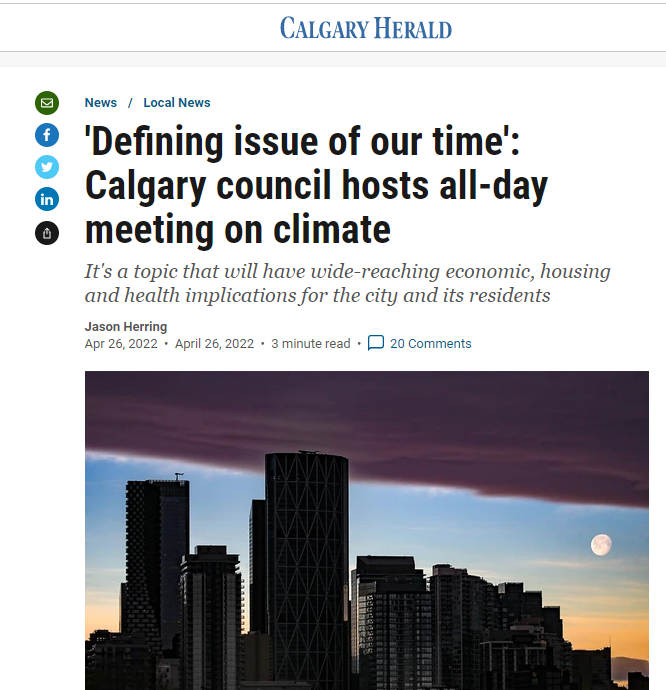 CALGARY HERALD
News / Local News
'Defining issue of our time':
Calgary council hosts all-day
meeting on climate
It's a topic that will have wide-reaching economic, housing
and health implications for the city and its residents
Jason Herring
Apr 26, 2022 • April 26, 2022 • 3 minute read • 20 Comments